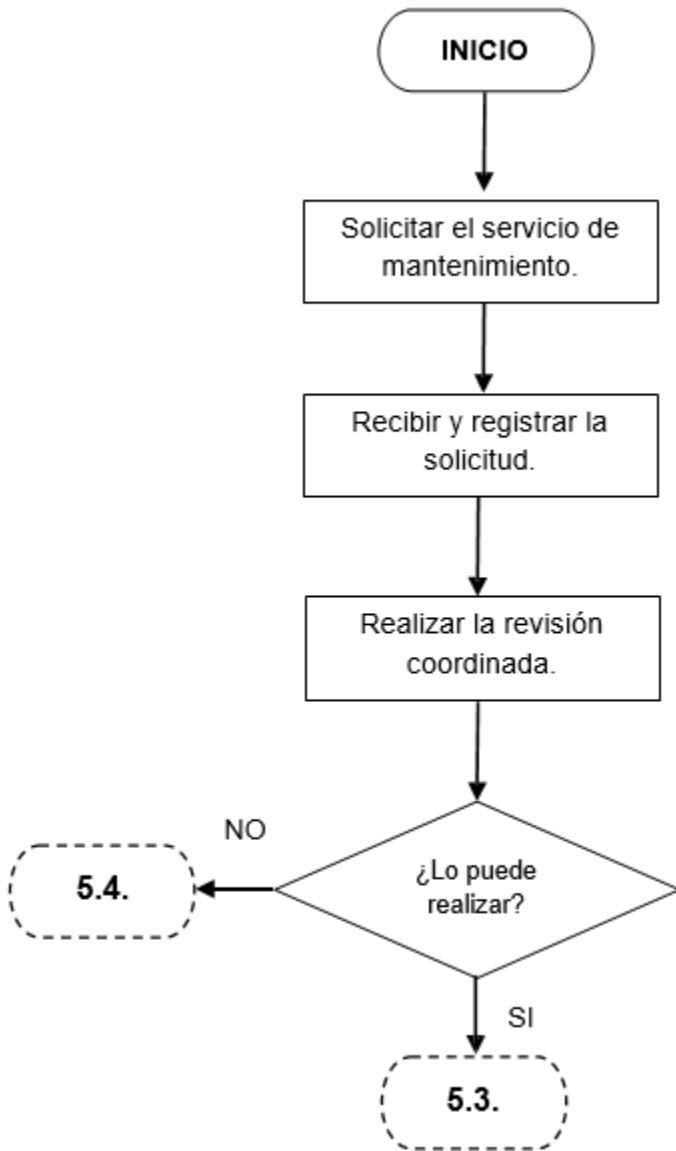 INICIO
Solicitar el servicio de
mantenimiento.
Recibir y registrar la
solicitud.
Realizar la revisión
coordinada.
¿Lo puede
realizar?
NO
5.4.
SI
5.3.